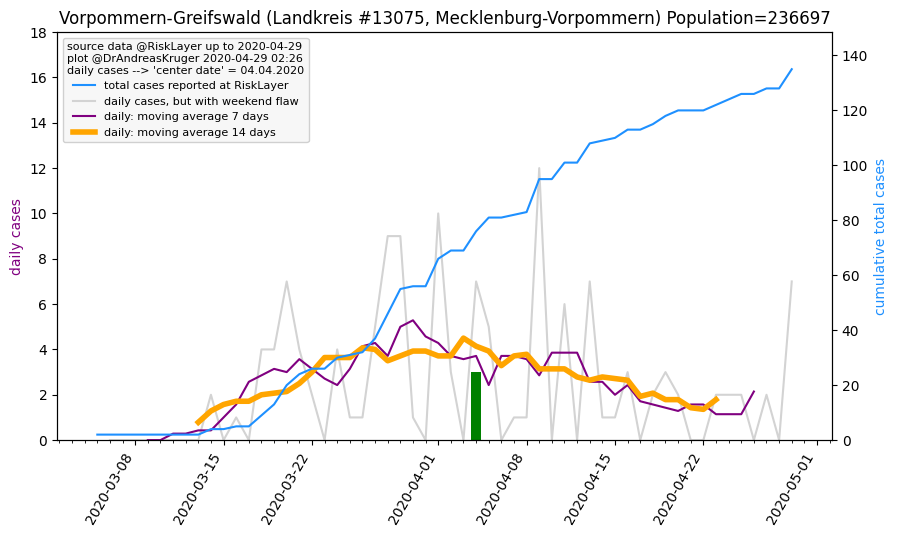 Vorpommern-Greifswald (Landkreis #13075, Mecklenburg-Vorpommern) Population=236697
source data @RiskLayer up to 2020-04-29
plot @DrAndreasKruger 2020-04-29 02:26
daily cases --> 'center date' = 04.04.2020
total cases reported at RiskLayer
daily cases, but with weekend flaw
daily: moving average 7 days
daily: moving average 14 days
daily cases
18
16
14
12
10
8
6
4
2
0
cumulative total cases
140
120
100
80
60
40
20
0
2020-03-08
2020-03-15
2020-03-22
2020-04-01
2020-04-08
2020-04-15
2020-04-22
2020-05-01